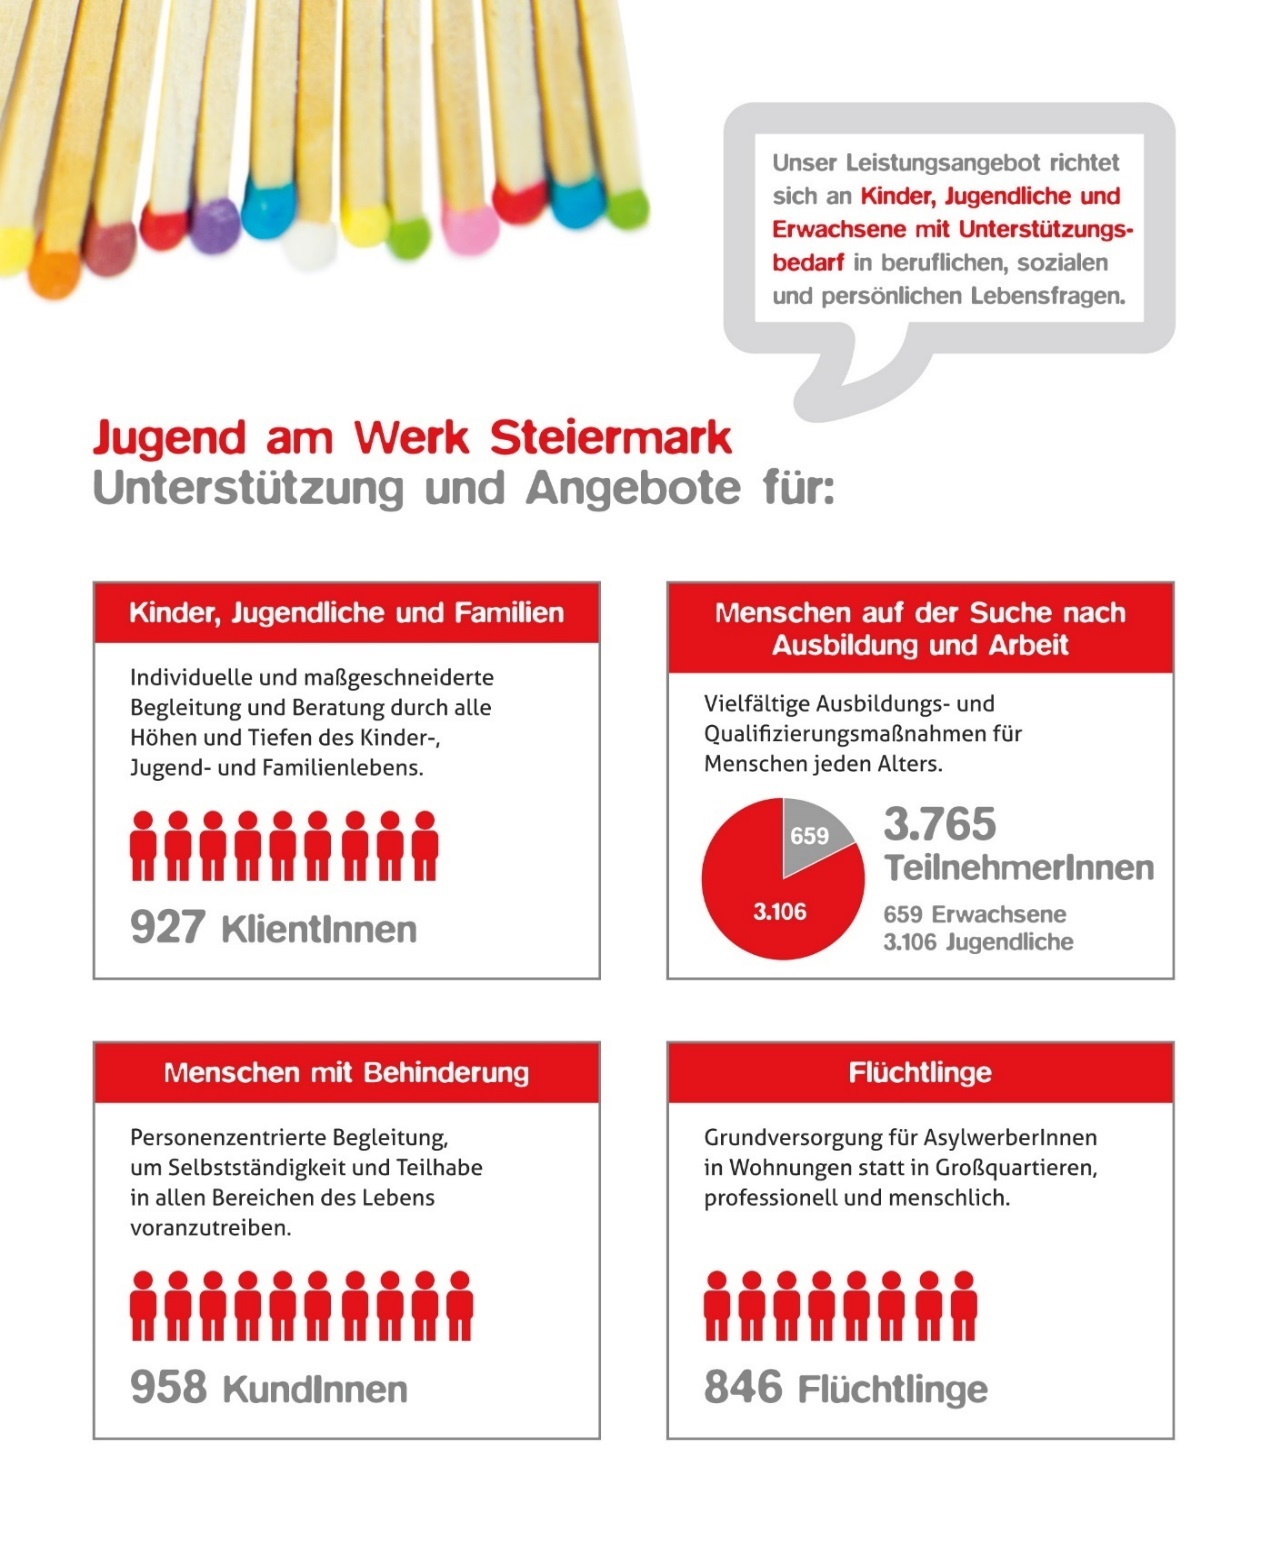 Unser Leistungsangebot richtet
sich an Kinder, Jugendliche und
Erwachsene mit Unterstützungs-
bedarf in beruflichen, sozialen
und persönlichen Lebensfragen.
Jugend am Werk Steiermark
Unterstützung und Angebote für:
Kinder, Jugendliche und Familien
Individuelle und maßgeschneiderte
Begleitung und Beratung durch alle
Höhen und Tiefen des Kinder-,
Jugend- und Familienlebens.
927 KlientInnen
Menschen auf der Suche nach
Ausbildung und Arbeit
Vielfältige Ausbildungs- und
Qualifizierungsmaßnahmen für
Menschen jeden Alters.
659
3.106
3.765
TeilnehmerInnen
659 Erwachsene
3.106 Jugendliche
Menschen mit Behinderung
Personenzentrierte Begleitung,
um Selbstständigkeit und Teilhabe
in allen Bereichen des Lebens
voranzutreiben.
958 KundInnen
Flüchtlinge
Grundversorgung für AsylwerberInnen
in Wohnungen statt in Großquartieren,
professionell und menschlich.
846 Flüchtlinge